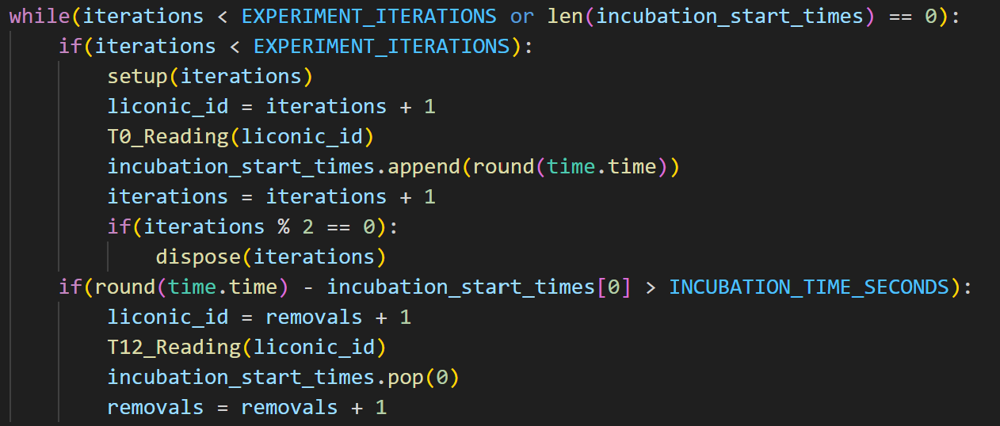 while(iterations < EXPERIMENT_ITERATIONS or len(incubation_start_times) == 0):
    if(iterations < EXPERIMENT_ITERATIONS):
        setup(iterations)
        liconic_id = iterations + 1
        T0_Reading(liconic_id)
        incubation_start_times.append(round(time.time))
        iterations = iterations + 1
        if(iterations % 2 == 0):
            dispose(iterations)
    if(round(time.time) - incubation_start_times[0] > INCUBATION_TIME_SECONDS):
        liconic_id = removals + 1
        T12_Reading(liconic_id)
        incubation_start_times.pop(0)
        removals = removals + 1